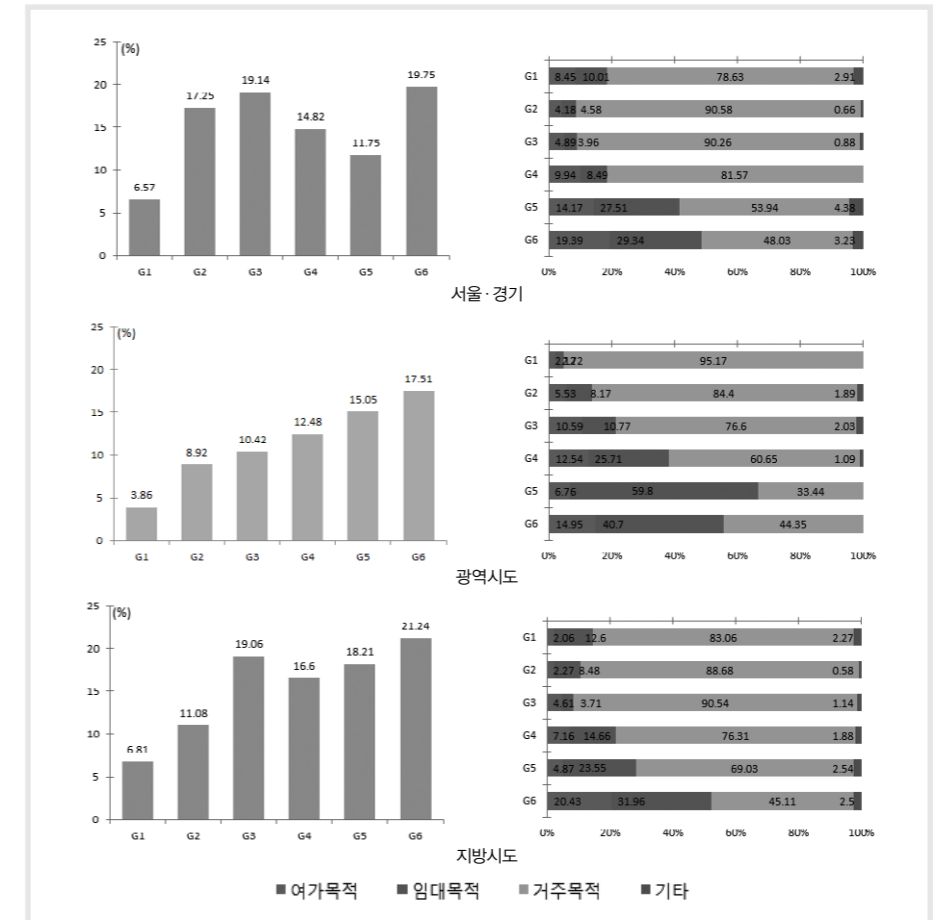 25 (%)
20
15
10
5
0
6.57
17.25
19.14
14.82
11.75
19.75
G1 G2 G3 G4 G5 G6
G1 8.45 10.01 78.63 2.91
G2 4.18 4.58 90.58 0.66
G3 4.89 3.96 90.26 0.88
G4 9.94 8.49 81.57
G5 14.17 27.51 53.94 4.38
G6 19.39 29.34 48.03 3.23
0% 20% 40% 60% 80% 100%
서울·경기
25 (%)
20
15
10
5
0
3.86
8.92
10.42
12.48
15.05
17.51
G1 G2 G3 G4 G5 G6
G1 95.17
G2 5.53 8.17 84.4 1.89
G3 10.59 10.77 76.6 2.03
G4 12.54 25.71 60.65 1.09
G5 6.76 59.8 33.44
G6 14.95 40.7 44.35
0% 20% 40% 60% 80% 100%
광역시도
25 (%)
20
15
10
5
0
6.81
11.08
19.06
16.6
18.21
21.24
G1 G2 G3 G4 G5 G6
G1 2.06 12.6 83.06 2.27
G2 2.27 8.48 88.68 0.58
G3 4.61 3.71 90.54 1.14
G4 7.16 14.66 76.31 1.88
G5 4.87 23.55 69.03 2.54
G6 20.43 31.96 45.11 2.5
0% 20% 40% 60% 80% 100%
지방시도
여가목적 임대목적 거주목적 기타